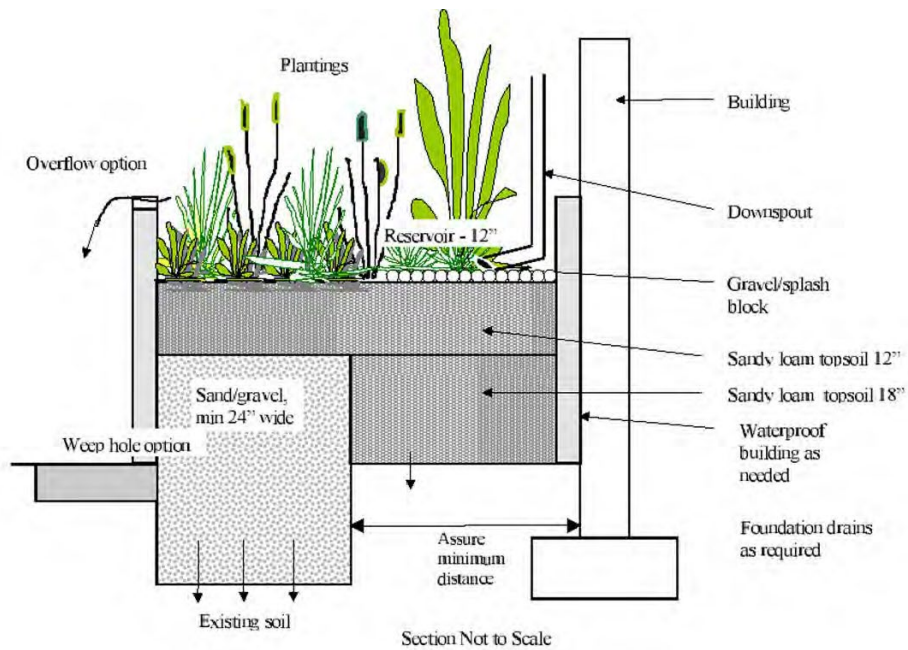 Plantings
Building
Overflow option
Downspout
Reservoir - 12”
Gravel/splash
block
Sandy loam topsoil 12”
Sand/gravel,
min 24” wide
Sandy loam topsoil 18”
Weep hole option
Waterproof
building as
needed
Foundation drains
as required
Assure
minimum
distance
Existing soil
Section Not to Scale